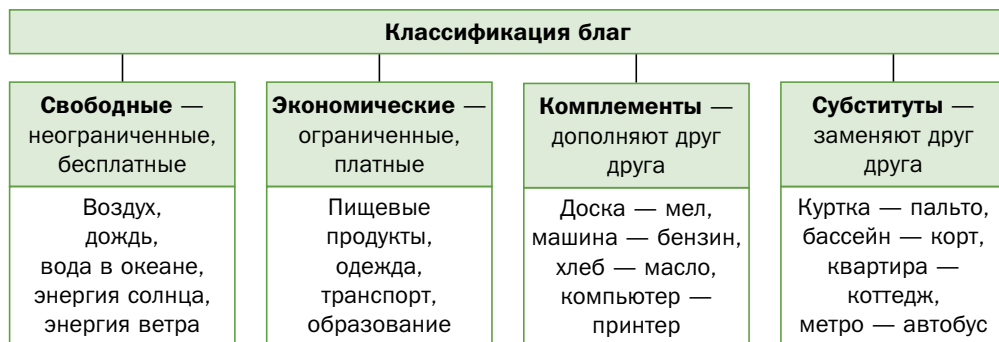 Классификация благ
Свободные —
неограниченные,
бесплатные
Воздух,
дождь,
вода в океане,
энергия солнца,
энергия ветра
Экономические —
ограниченные,
платные
Пищевые
продукты,
одежда,
транспорт,
образование
Комплементы —
дополняют друг
друга
Доска — мел,
машина — бензин,
хлеб — масло,
компьютер —
принтер
Субституты —
заменяют друг
друга
Куртка — пальто,
бассейн — корт,
квартира —
коттедж,
метро — автобус